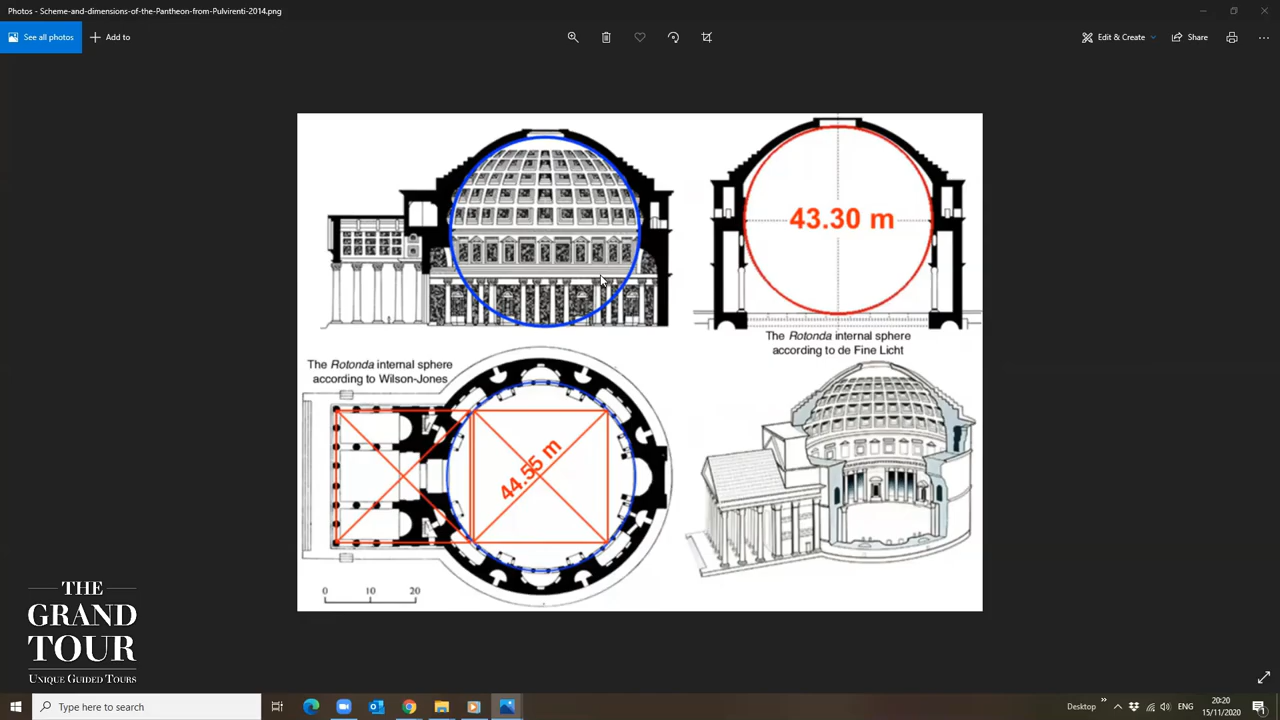 Photos - Scheme-and-dimensions-of-the-Pantheon-from-Pulvirenti-2014.png
See all photos
Add to
Edit & Create
Share
43.30 m
The Rotonda internal sphere
according to de Fine Licht
The Rotonda internal sphere
according to Wilson-Jones
44.55 m
0 10 20
THE
GRAND
TOUR
UNIQUE GUIDED TOURS
Type here to search
Desktop
ENG
20:20
15/11/2020
1